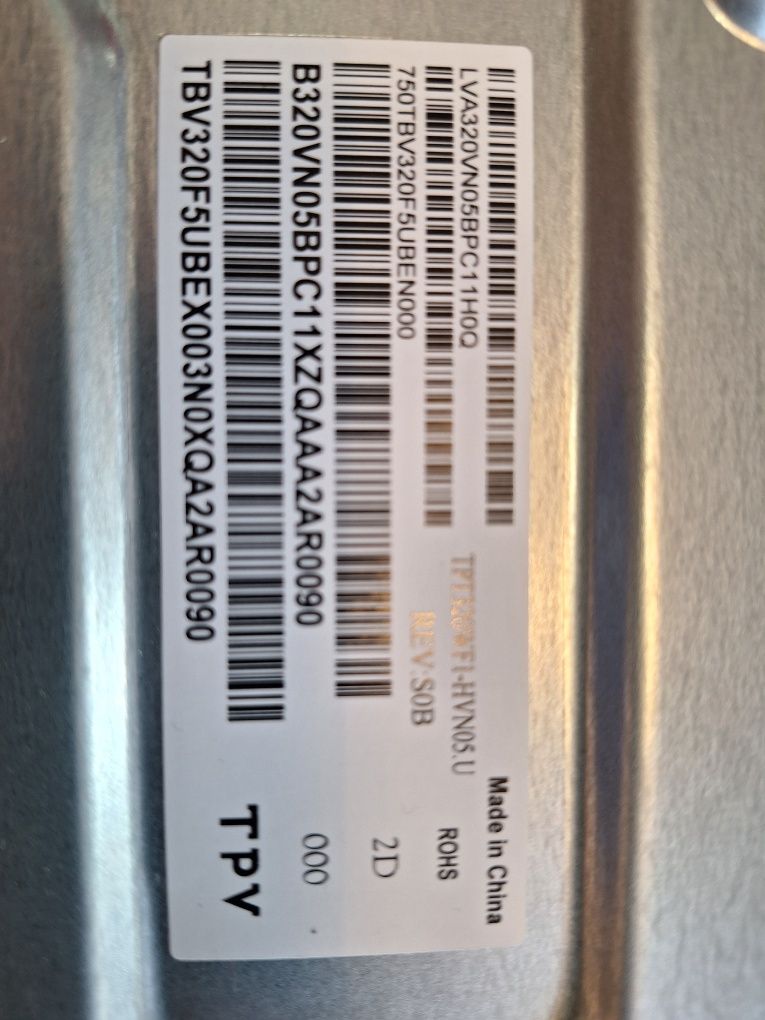 LVA320VN05BPC11H0Q
Made in China
750TBV320F5UBEN000
REV:S0B
ROHS
B320VN05BPC11XZQAAA2AR0090
2D
000
TBV320F5UBEX003N0XQA2AR0090
TPV